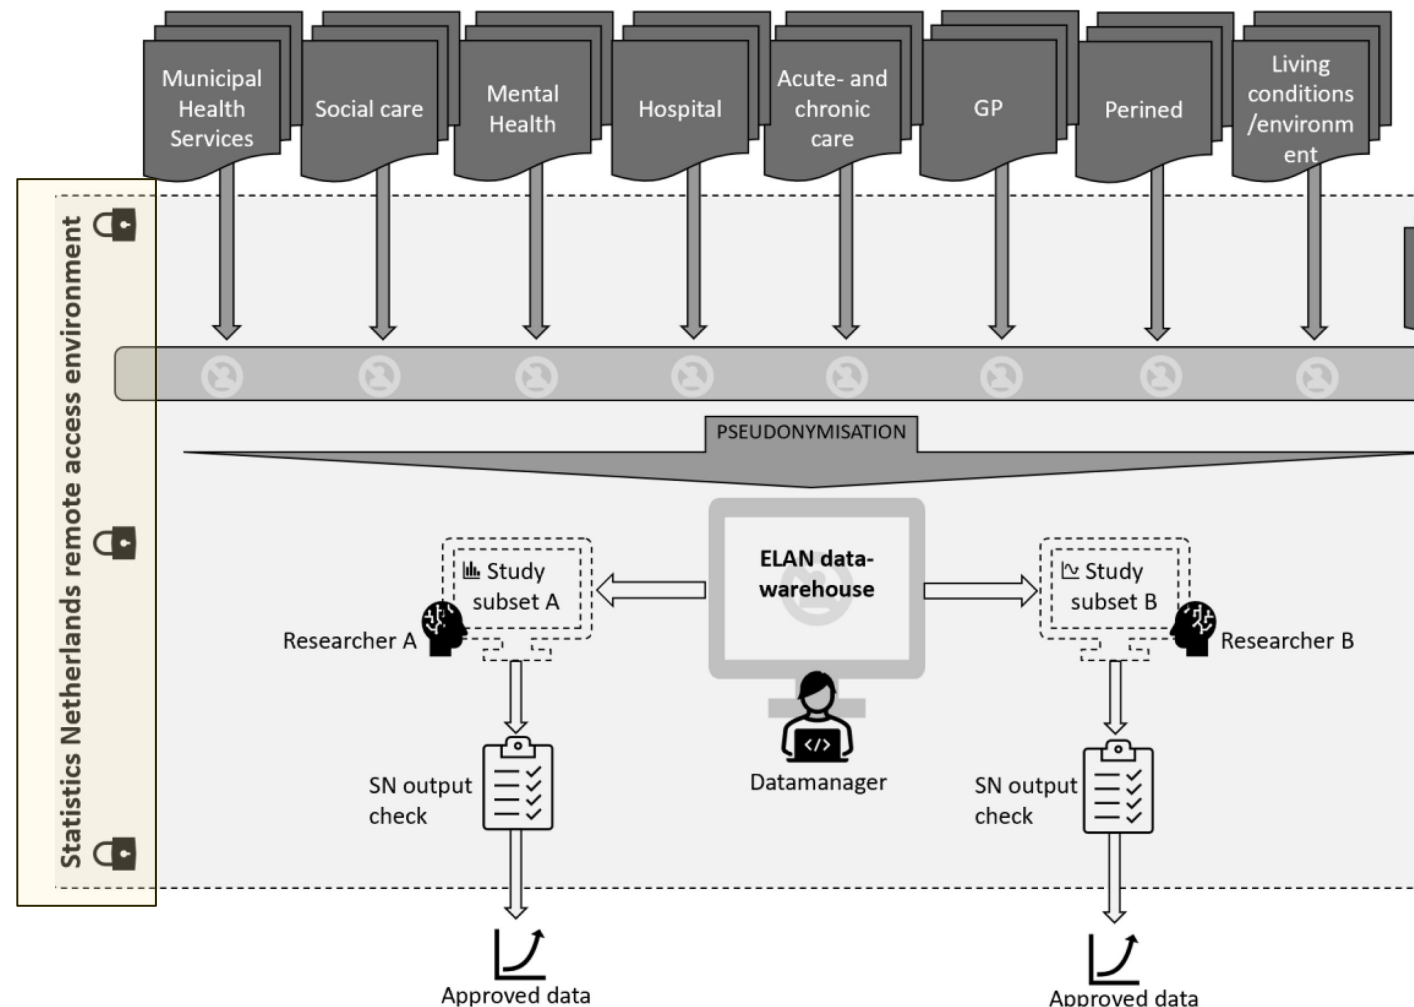 Municipal
Health
Services
Social care
Mental
Health
Hospital
Acute- and
chronic
care
GP
Perined
Living
conditions
/environm
ent
Statistics Netherlands remote access environment
PSEUDONYMISATION
ELAN data-
warehouse
Study
subset A
Researcher A
Study
subset B
Researcher B
</>
Datamanager
SN output
check
SN output
check
Approved data
Approved data